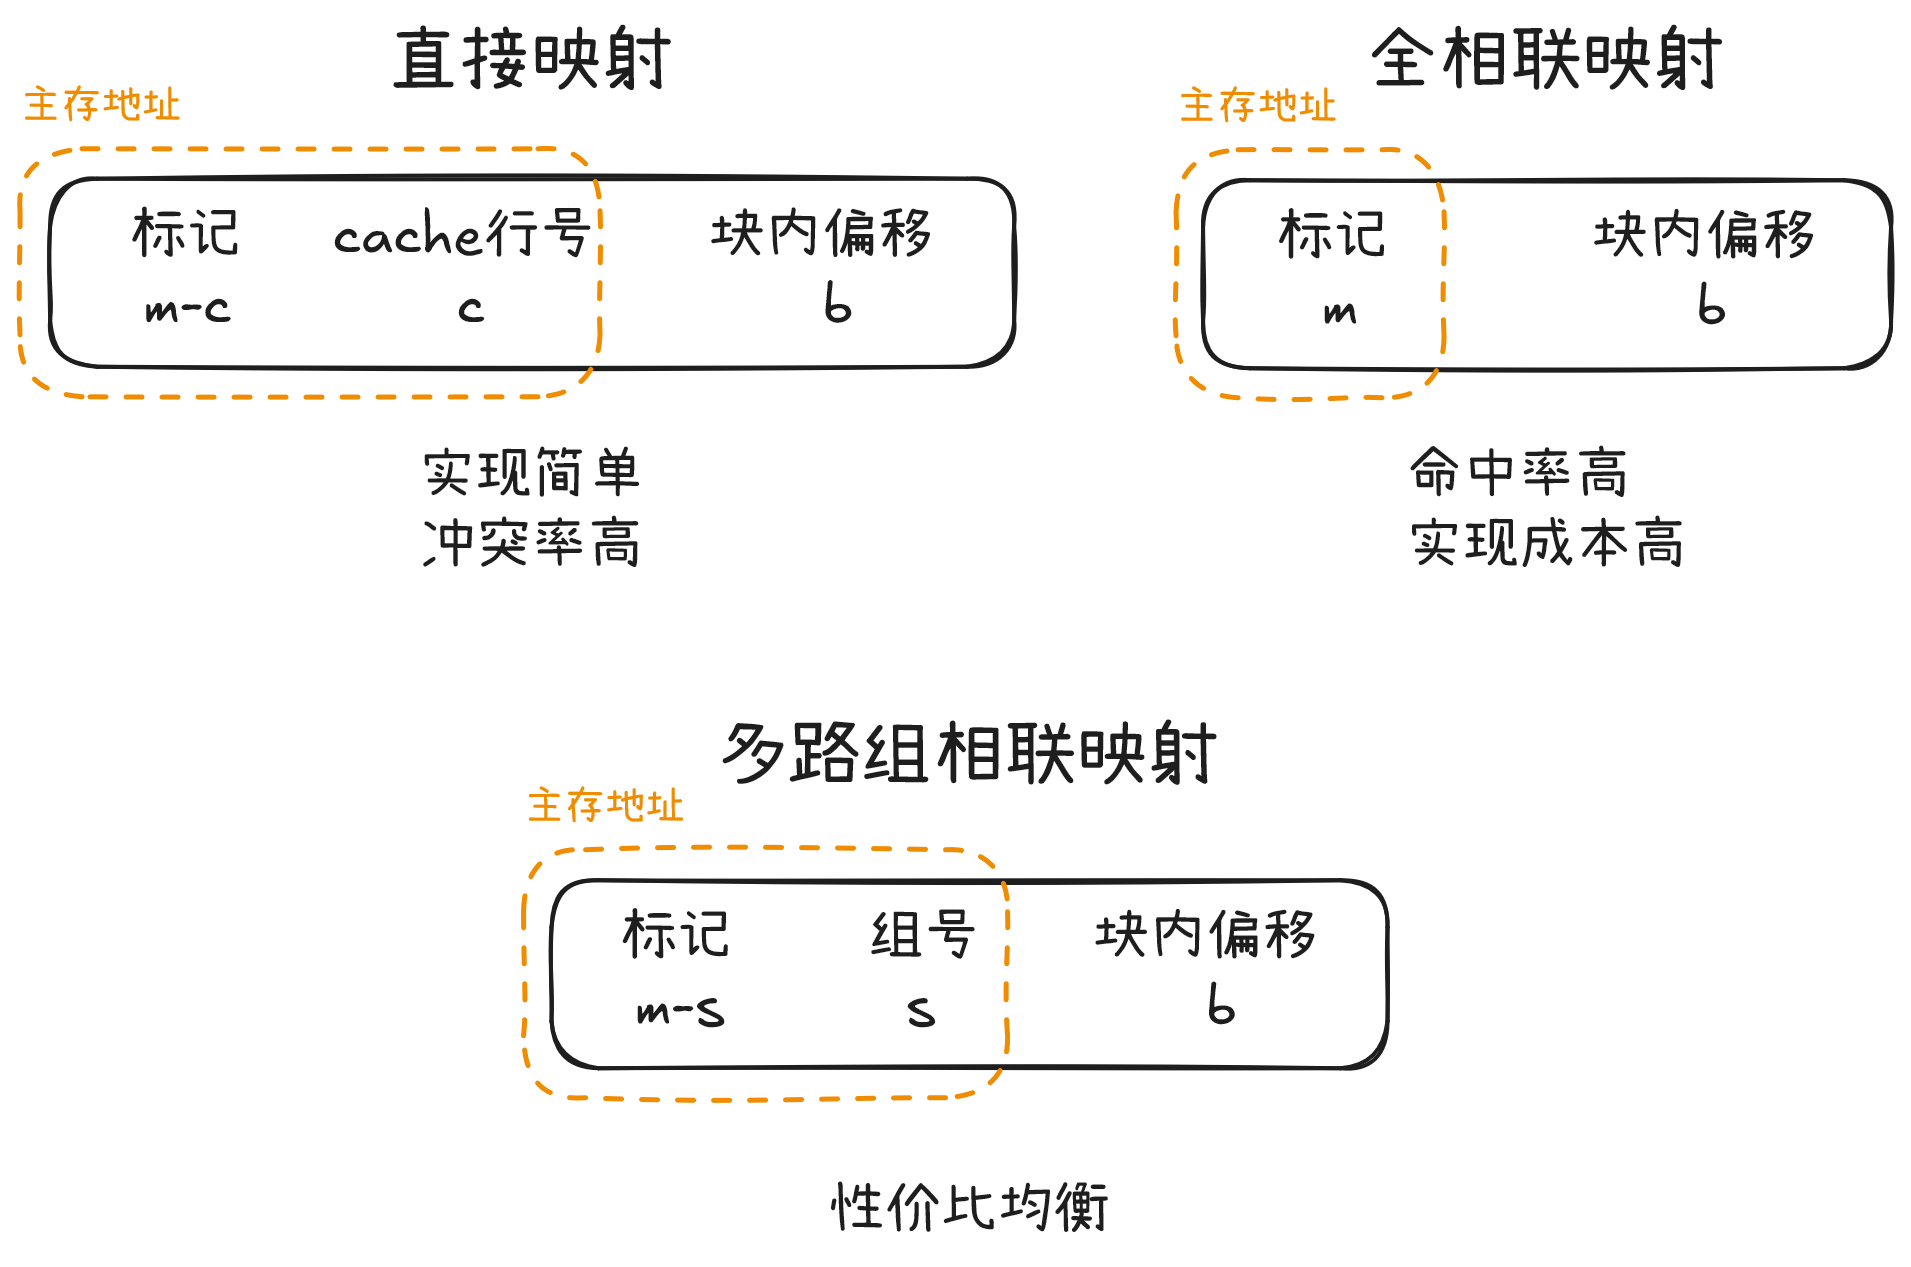 直接映射
主存地址
标记 cache行号 块内偏移
m-c c b
实现简单
冲突率高
全相联映射
主存地址
标记 块内偏移
m b
命中率高
实现成本高
多路组相联映射
主存地址
标记 组号 块内偏移
m-s s b
性价比均衡